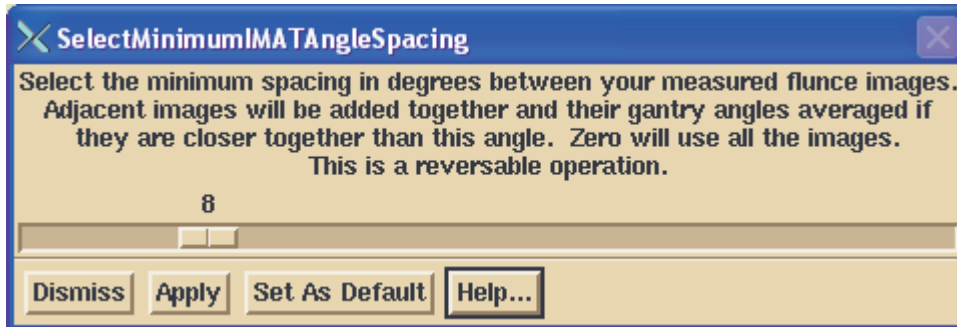 SelectMinimumIMATAngleSpacing
Select the minimum spacing in degrees between your measured flunce images.
Adjacent images will be added together and their gantry angles averaged if
they are closer together than this angle. Zero will use all the images.
This is a reversable operation.
8
Dismiss Apply Set As Default Help...